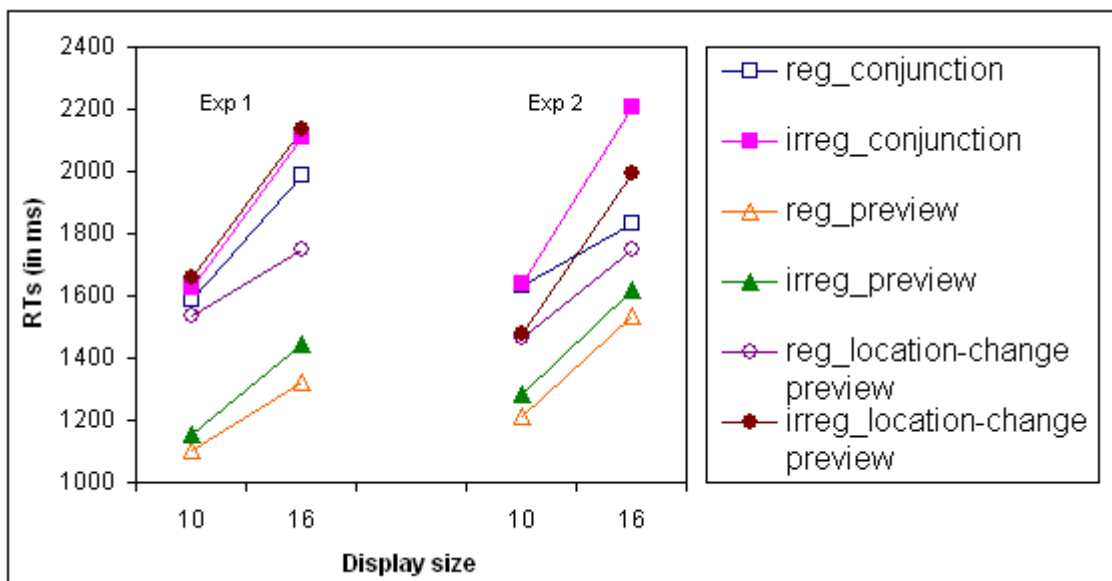 2400
2200
2000
1800
1600
1400
1200
1000
RTs (in ms)
Exp 1
Exp 2
10
16
10
16
Display size
reg_conjunction
irreg_conjunction
reg_preview
irreg_preview
reg_location-change
preview
irreg_location-change
preview